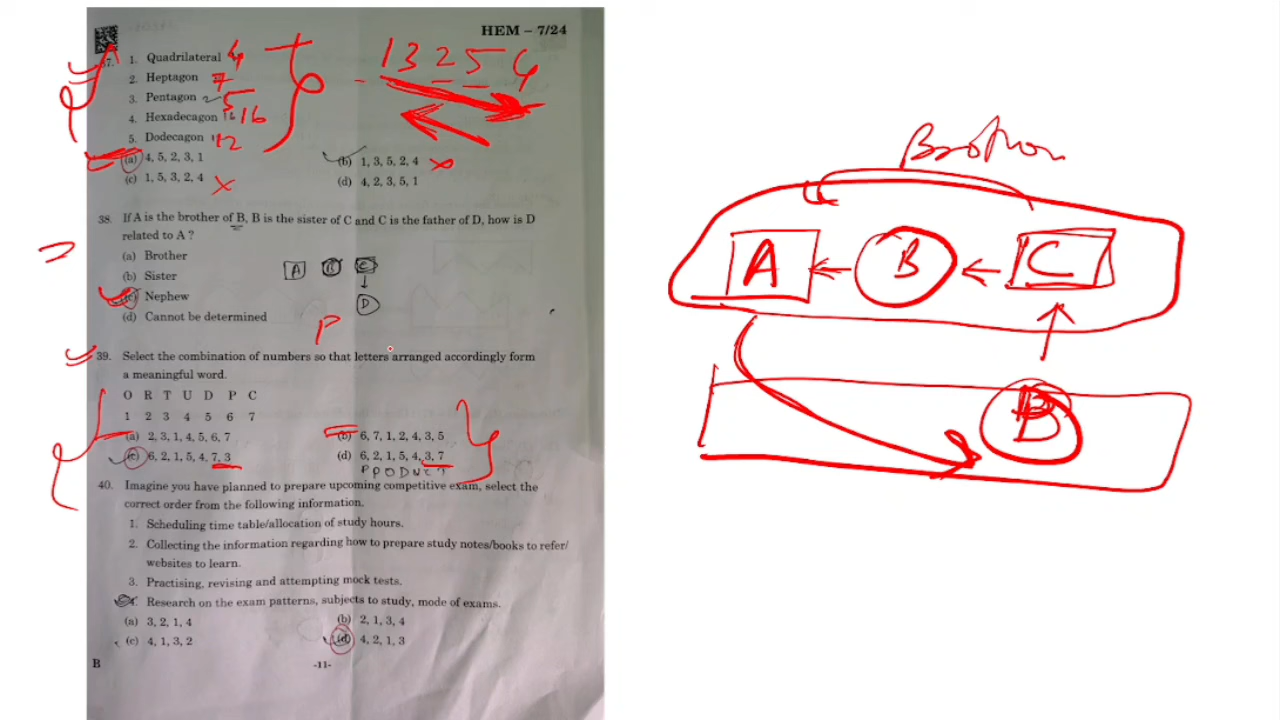 HEM – 7/24
37. 1. Quadrilateral 4
2. Heptagon 7
3. Pentagon 5
4. Hexadecagon 16
5. Dodecagon 12
(a) 4, 5, 2, 3, 1
(b) 1, 3, 5, 2, 4
(c) 1, 5, 3, 2, 4
(d) 4, 2, 3, 5, 1
1 3 2 5 4
38. If A is the brother of B, B is the sister of C and C is the father of D, how is D
related to A ?
(a) Brother
(b) Sister
(c) Nephew
(d) Cannot be determined
A B C
D
P
39. Select the combination of numbers so that letters arranged accordingly form
a meaningful word.
O R T U D P C
1 2 3 4 5 6 7
(a) 2, 3, 1, 4, 5, 6, 7
(b) 6, 7, 1, 2, 4, 3, 5
(c) 6, 2, 1, 5, 4, 7, 3
(d) 6, 2, 1, 5, 4, 3, 7
40. Imagine you have planned to prepare upcoming competitive exam, select the
correct order from the following information.
1. Scheduling time table/allocation of study hours.
2. Collecting the information regarding how to prepare study notes/books to refer/
websites to learn.
3. Practising, revising and attempting mock tests.
Research on the exam patterns, subjects to study, mode of exams.
(a) 3, 2, 1, 4
(b) 2, 1, 3, 4
(c) 4, 1, 3, 2
(d) 4, 2, 1, 3
B
-11-
Brother
A B C